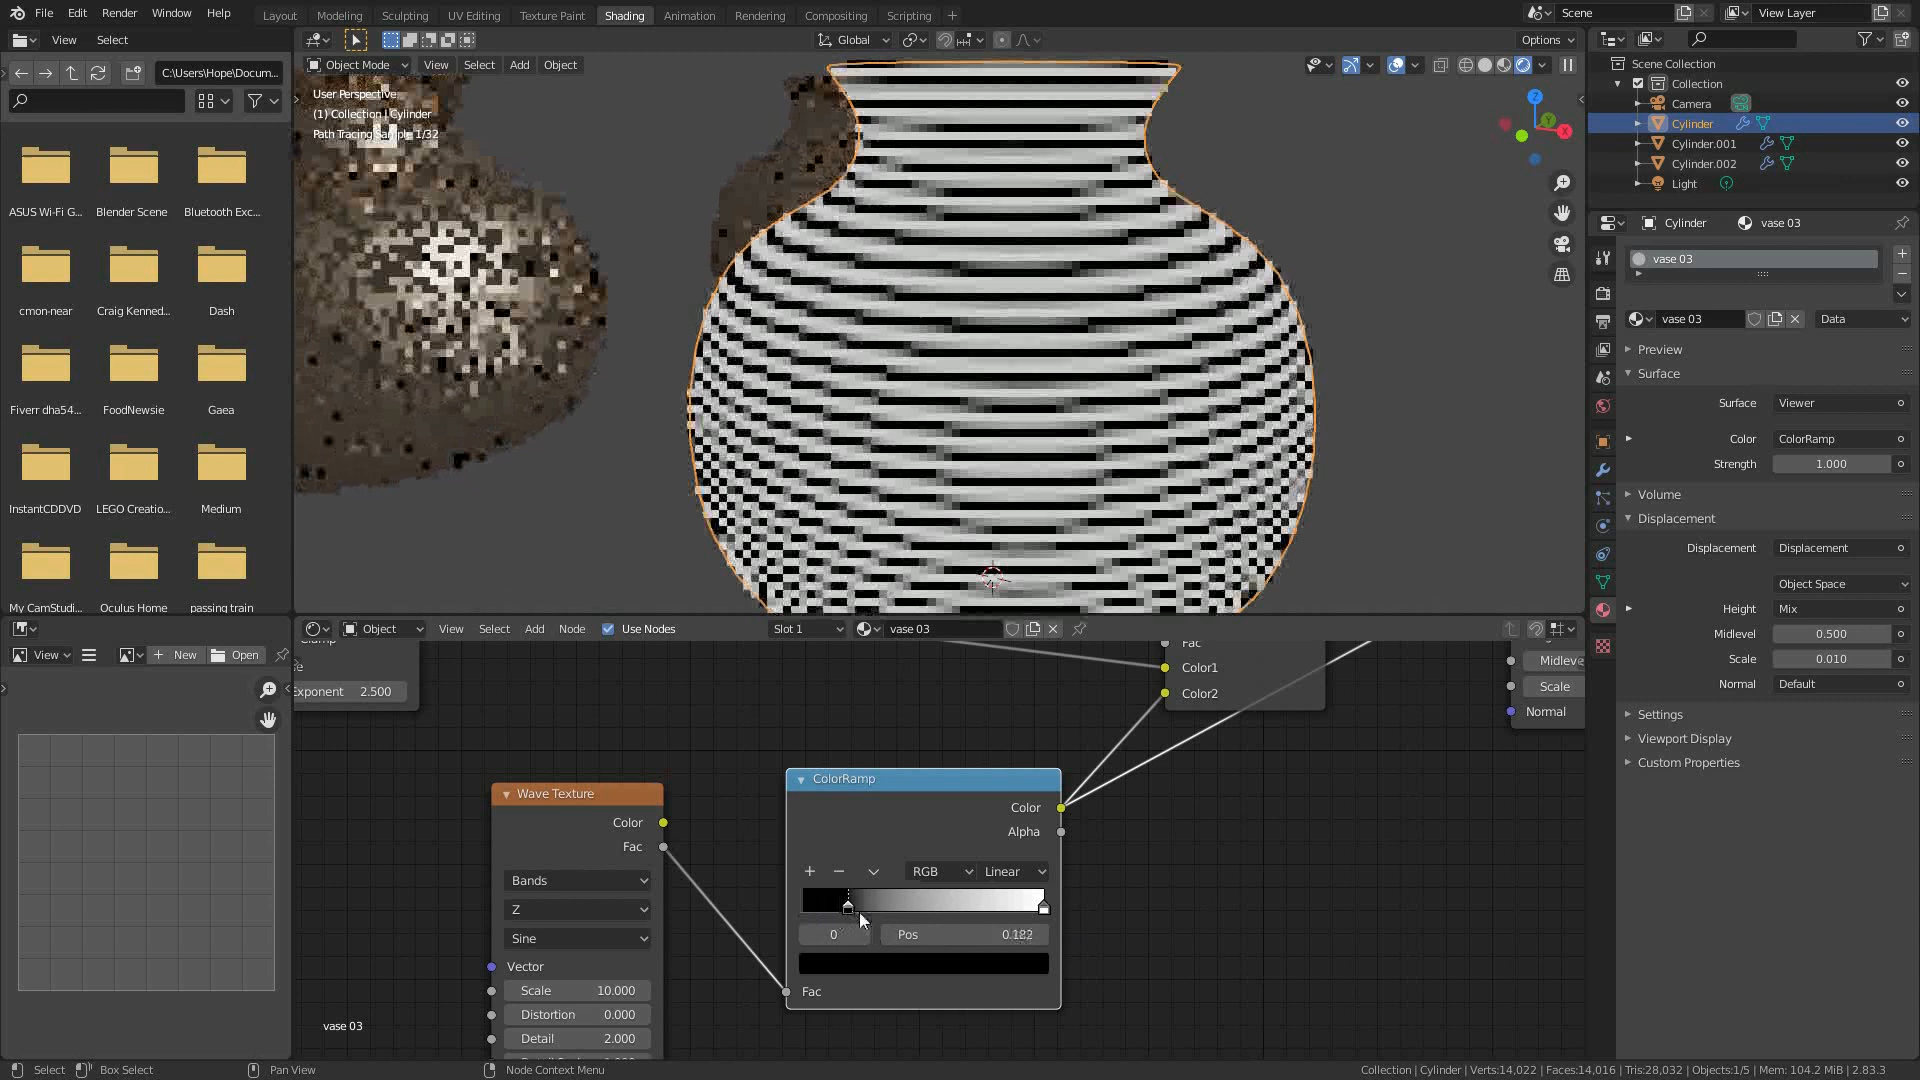 File Edit Render Window Help
Layout Modeling Sculpting UV Editing Texture Paint Shading Animation Rendering Compositing Scripting
Scene
View Layer
View Select
Global
Options
C:\Users\Hope\Docum...
Object Mode View Select Add Object
User Perspective
(1) Collection | Cylinder
Path Tracing Sample 1/32
ASUS Wi-Fi G... Blender Scene Bluetooth Exc...
cmon-near Craig Kenned... Dash
Fiverr dha54... FoodNewsie Gaea
InstantCDDVD LEGO Creatio... Medium
My CamStudi... Oculus Home passing train
Z
Y
X
Scene Collection
Collection
Camera
Cylinder
Cylinder.001
Cylinder.002
Light
Cylinder vase 03
vase 03
vase 03 Data
Preview
Surface
Surface Viewer
Color ColorRamp
Strength 1.000
Volume
Displacement
Displacement Displacement
Object Space
Height Mix
Midlevel 0.500
Scale 0.010
Normal Default
Settings
Viewport Display
Custom Properties
View New Open
Object View Select Add Node Use Nodes Slot 1 vase 03
Exponent 2.500
Fac
Color1
Color2
Midleve
Scale
Normal
Wave Texture
Color
Fac
Bands
Z
Sine
Vector
Scale 10.000
Distortion 0.000
Detail 2.000
ColorRamp
Color
Alpha
RGB Linear
0 Pos
Fac
vase 03
Select Box Select Pan View Node Context Menu
Collection | Cylinder | Verts:14,022 | Faces:14,016 | Tris:28,032 | Objects:1/5 | Mem: 104.2 MiB | 2.83.3